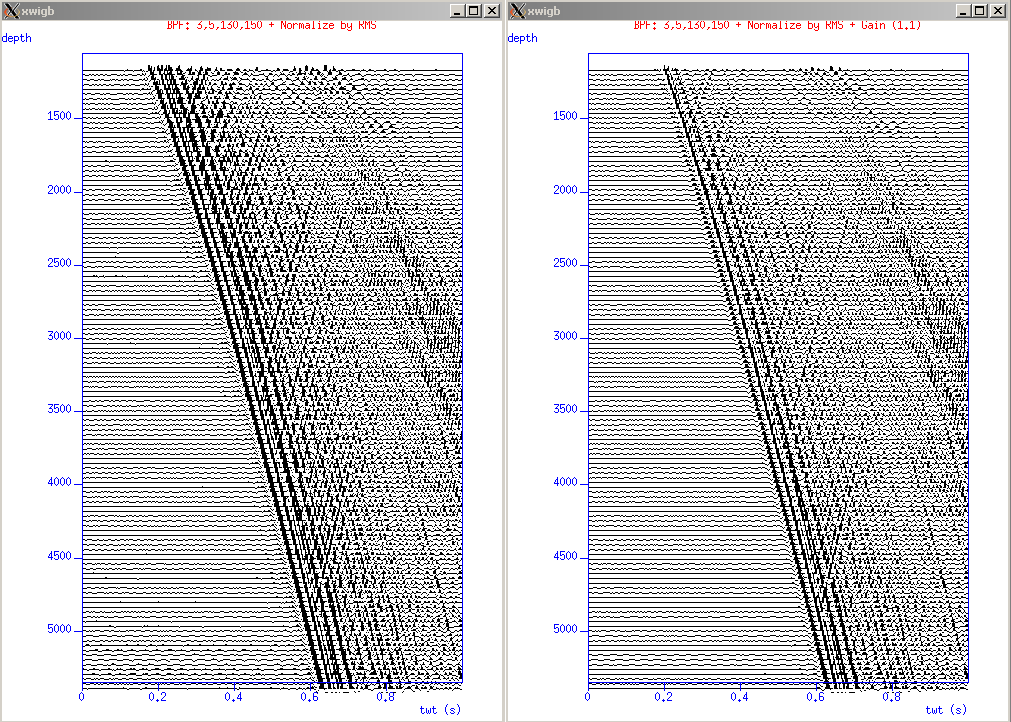 xwigb
BPF: 3,5,130,150 + Normalize by RMS
depth
1500
2000
2500
3000
3500
4000
4500
5000
0 0.2 0.4 0.6 0.8
twt (s)
xwigb
BPF: 3,5,130,150 + Normalize by RMS + Gain (1.1)
depth
1500
2000
2500
3000
3500
4000
4500
5000
0 0.2 0.4 0.6 0.8
twt (s)